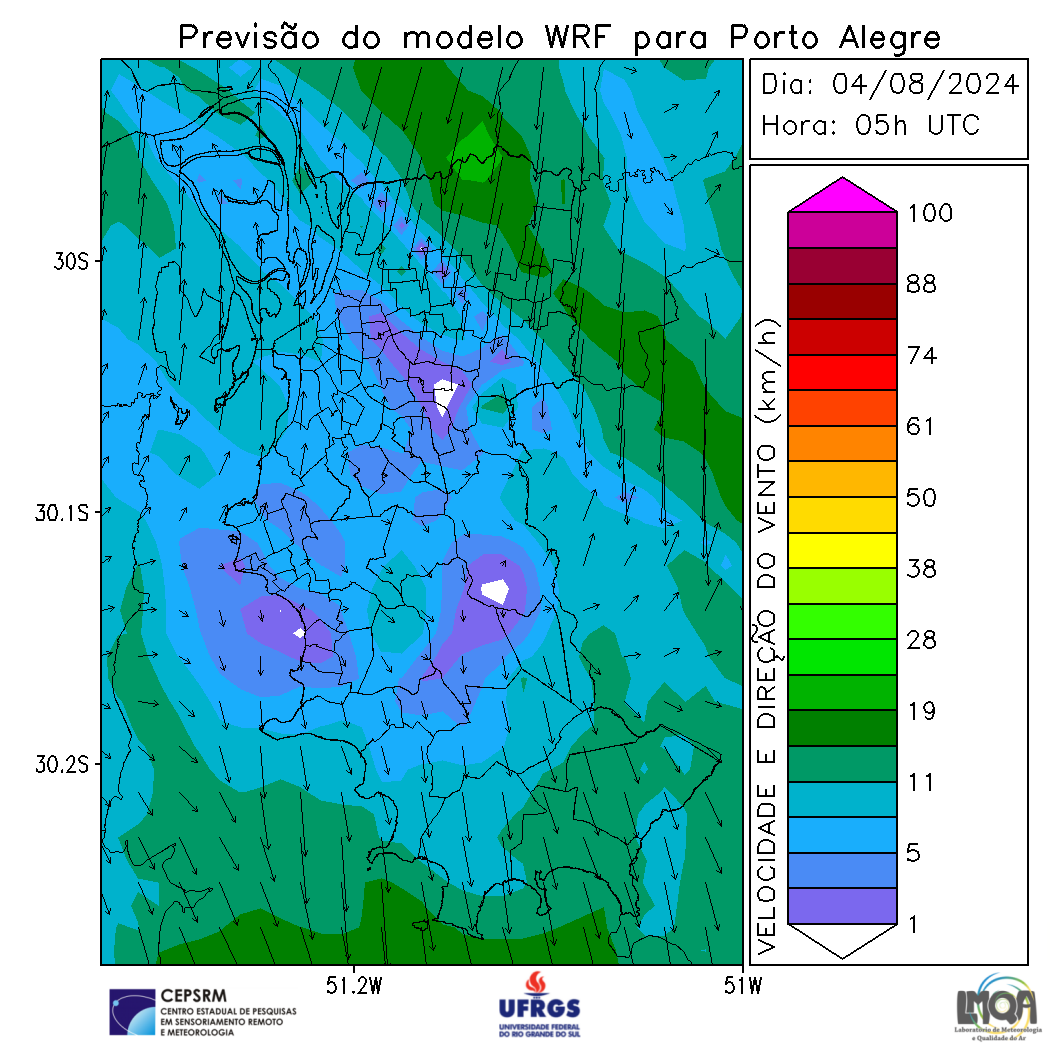 Previsão do modelo WRF para Porto Alegre
Dia: 04/08/2024
Hora: 05h UTC
30S
30.1S
30.2S
51.2W
51W
VELOCIDADE E DIREÇÃO DO VENTO (km/h)
100
88
74
61
50
38
28
19
11
5
1
CEPSRM
CENTRO ESTADUAL DE PESQUISAS
EM SENSORIAMENTO REMOTO
E METEOROLOGIA
UFRGS
UNIVERSIDADE FEDERAL
DO RIO GRANDE DO SUL
LMQA
Laboratório de Meteorologia
e Qualidade do Ar